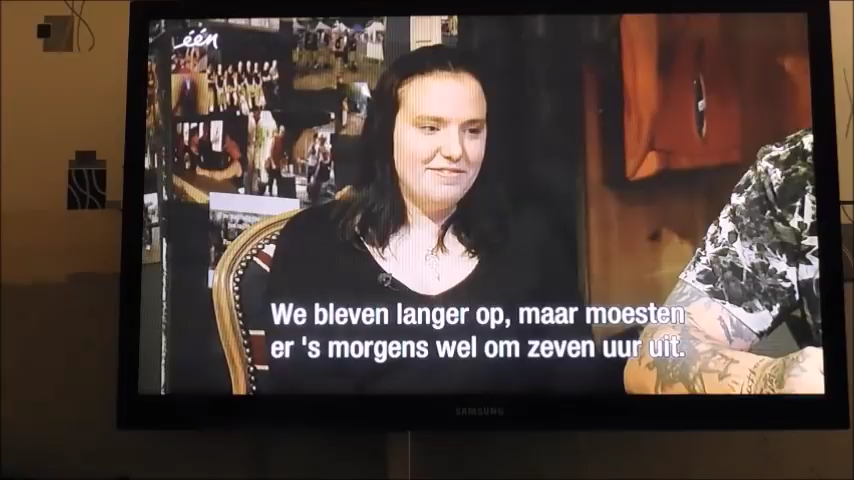 één
We bleven langer op, maar moesten
er 's morgens wel om zeven uur uit.
SAMSUNG